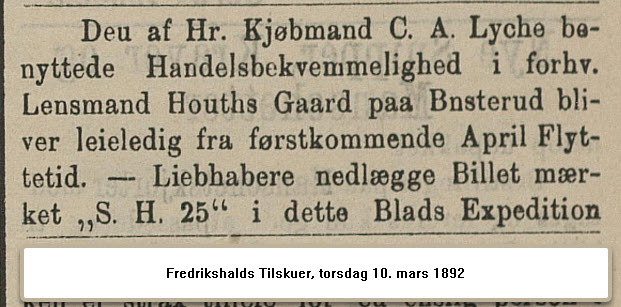 Deu af Hr. Kjøbmand C. A. Lyche be-
nyttede Handelsbekvemmelighed i forhv.
Lensmand Houths Gaard paa Bnsterud bli-
ver leieledig fra førstkommende April Flyt-
tetid. — Liebhabere nedlægge Billet mær-
ket „S. H. 25“ i dette Blads Expedition
Fredrikshalds Tilskuer, torsdag 10. mars 1892